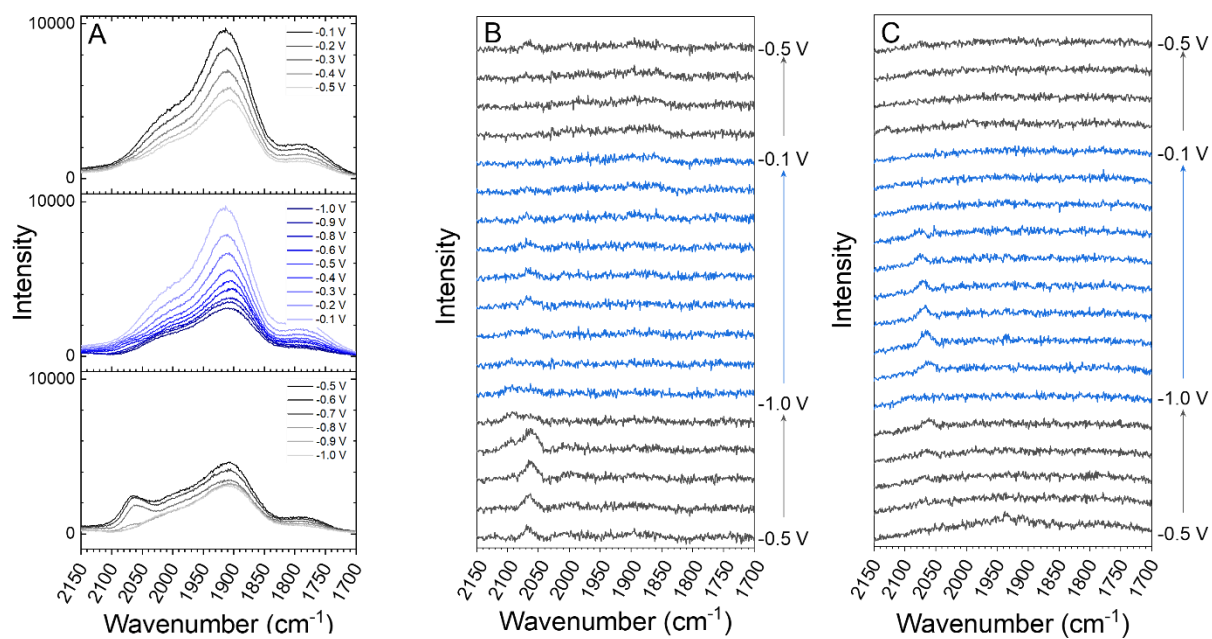 A
10000
-0.1 V
-0.2 V
-0.3 V
-0.4 V
-0.5 V
0
10000
-1.0 V
-0.9 V
-0.8 V
-0.6 V
-0.5 V
-0.4 V
-0.3 V
-0.2 V
-0.1 V
0
10000
-0.5 V
-0.6 V
-0.7 V
-0.8 V
-0.9 V
-1.0 V
0
Intensity
2150 2100 2050 2000 1950 1900 1850 1800 1750 1700
Wavenumber (cm⁻¹)
B
-0.5 V
-0.1 V
-1.0 V
-0.5 V
Intensity
2150 2100 2050 2000 1950 1900 1850 1800 1750 1700
Wavenumber (cm⁻¹)
C
-0.5 V
-0.1 V
-1.0 V
-0.5 V
Intensity
2150 2100 2050 2000 1950 1900 1850 1800 1750 1700
Wavenumber (cm⁻¹)